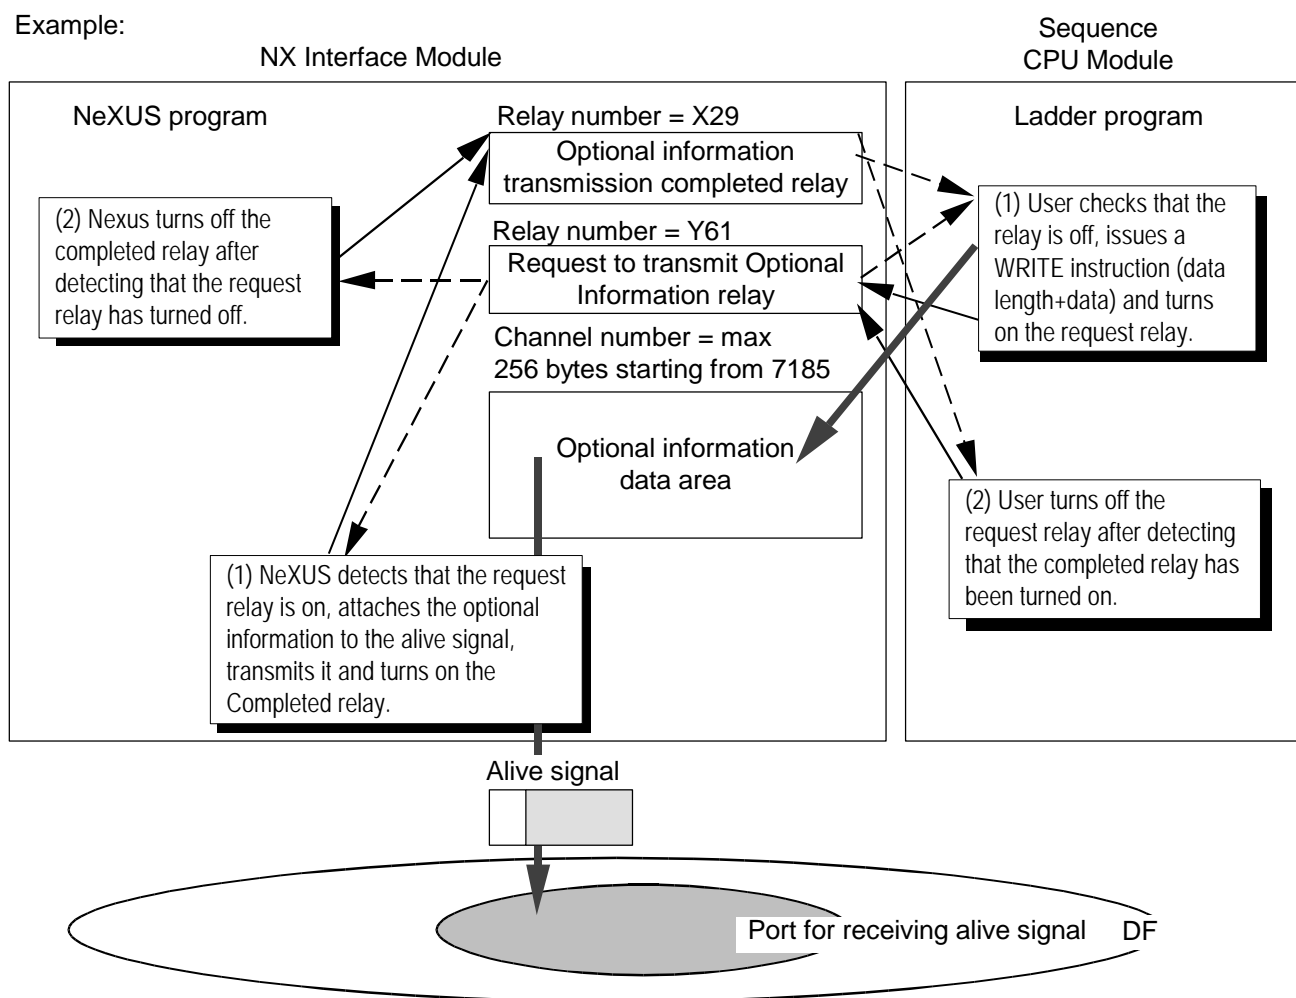 Example:
NX Interface Module
Sequence
CPU Module
NeXUS program
Relay number = X29
Optional information
transmission completed relay
Ladder program
(2) Nexus turns off the
completed relay after
detecting that the request
relay has turned off.
Relay number = Y61
Request to transmit Optional
Information relay
(1) User checks that the
relay is off, issues a
WRITE instruction (data
length+data) and turns
on the request relay.
Channel number = max
256 bytes starting from 7185
Optional information
data area
(2) User turns off the
request relay after detecting
that the completed relay has
been turned on.
(1) NeXUS detects that the request
relay is on, attaches the optional
information to the alive signal,
transmits it and turns on the
Completed relay.
Alive signal
Port for receiving alive signal
DF